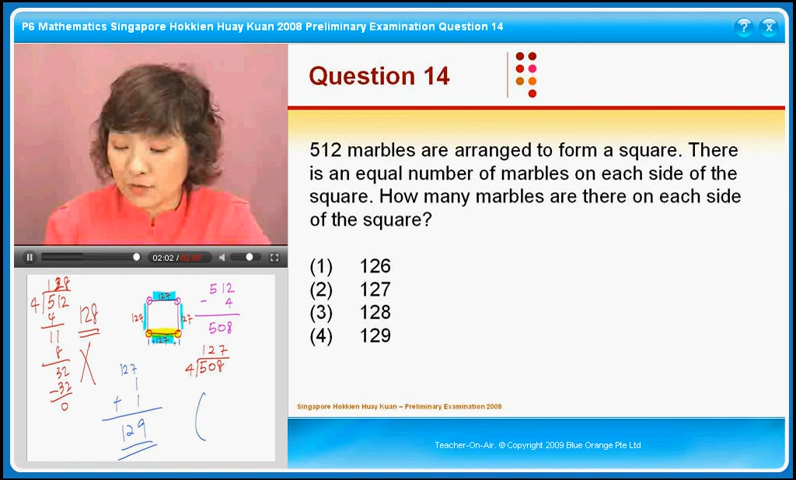 P6 Mathematics Singapore Hokkien Huay Kuan 2008 Preliminary Examination Question 14
? x
Question 14
512 marbles are arranged to form a square. There
is an equal number of marbles on each side of the
square. How many marbles are there on each side
of the square?
(1) 126
(2) 127
(3) 128
(4) 129
02:02 /
128
4 512
4
11
8
32
-32
0
128
X
127
127
27
127
512
- 4
508
127
4 508
127
1
+ 1
129
(
Singapore Hokkien Huay Kuan – Preliminary Examination 2008
Teacher-On-Air. ® Copyright 2009 Blue Orange Pte Ltd